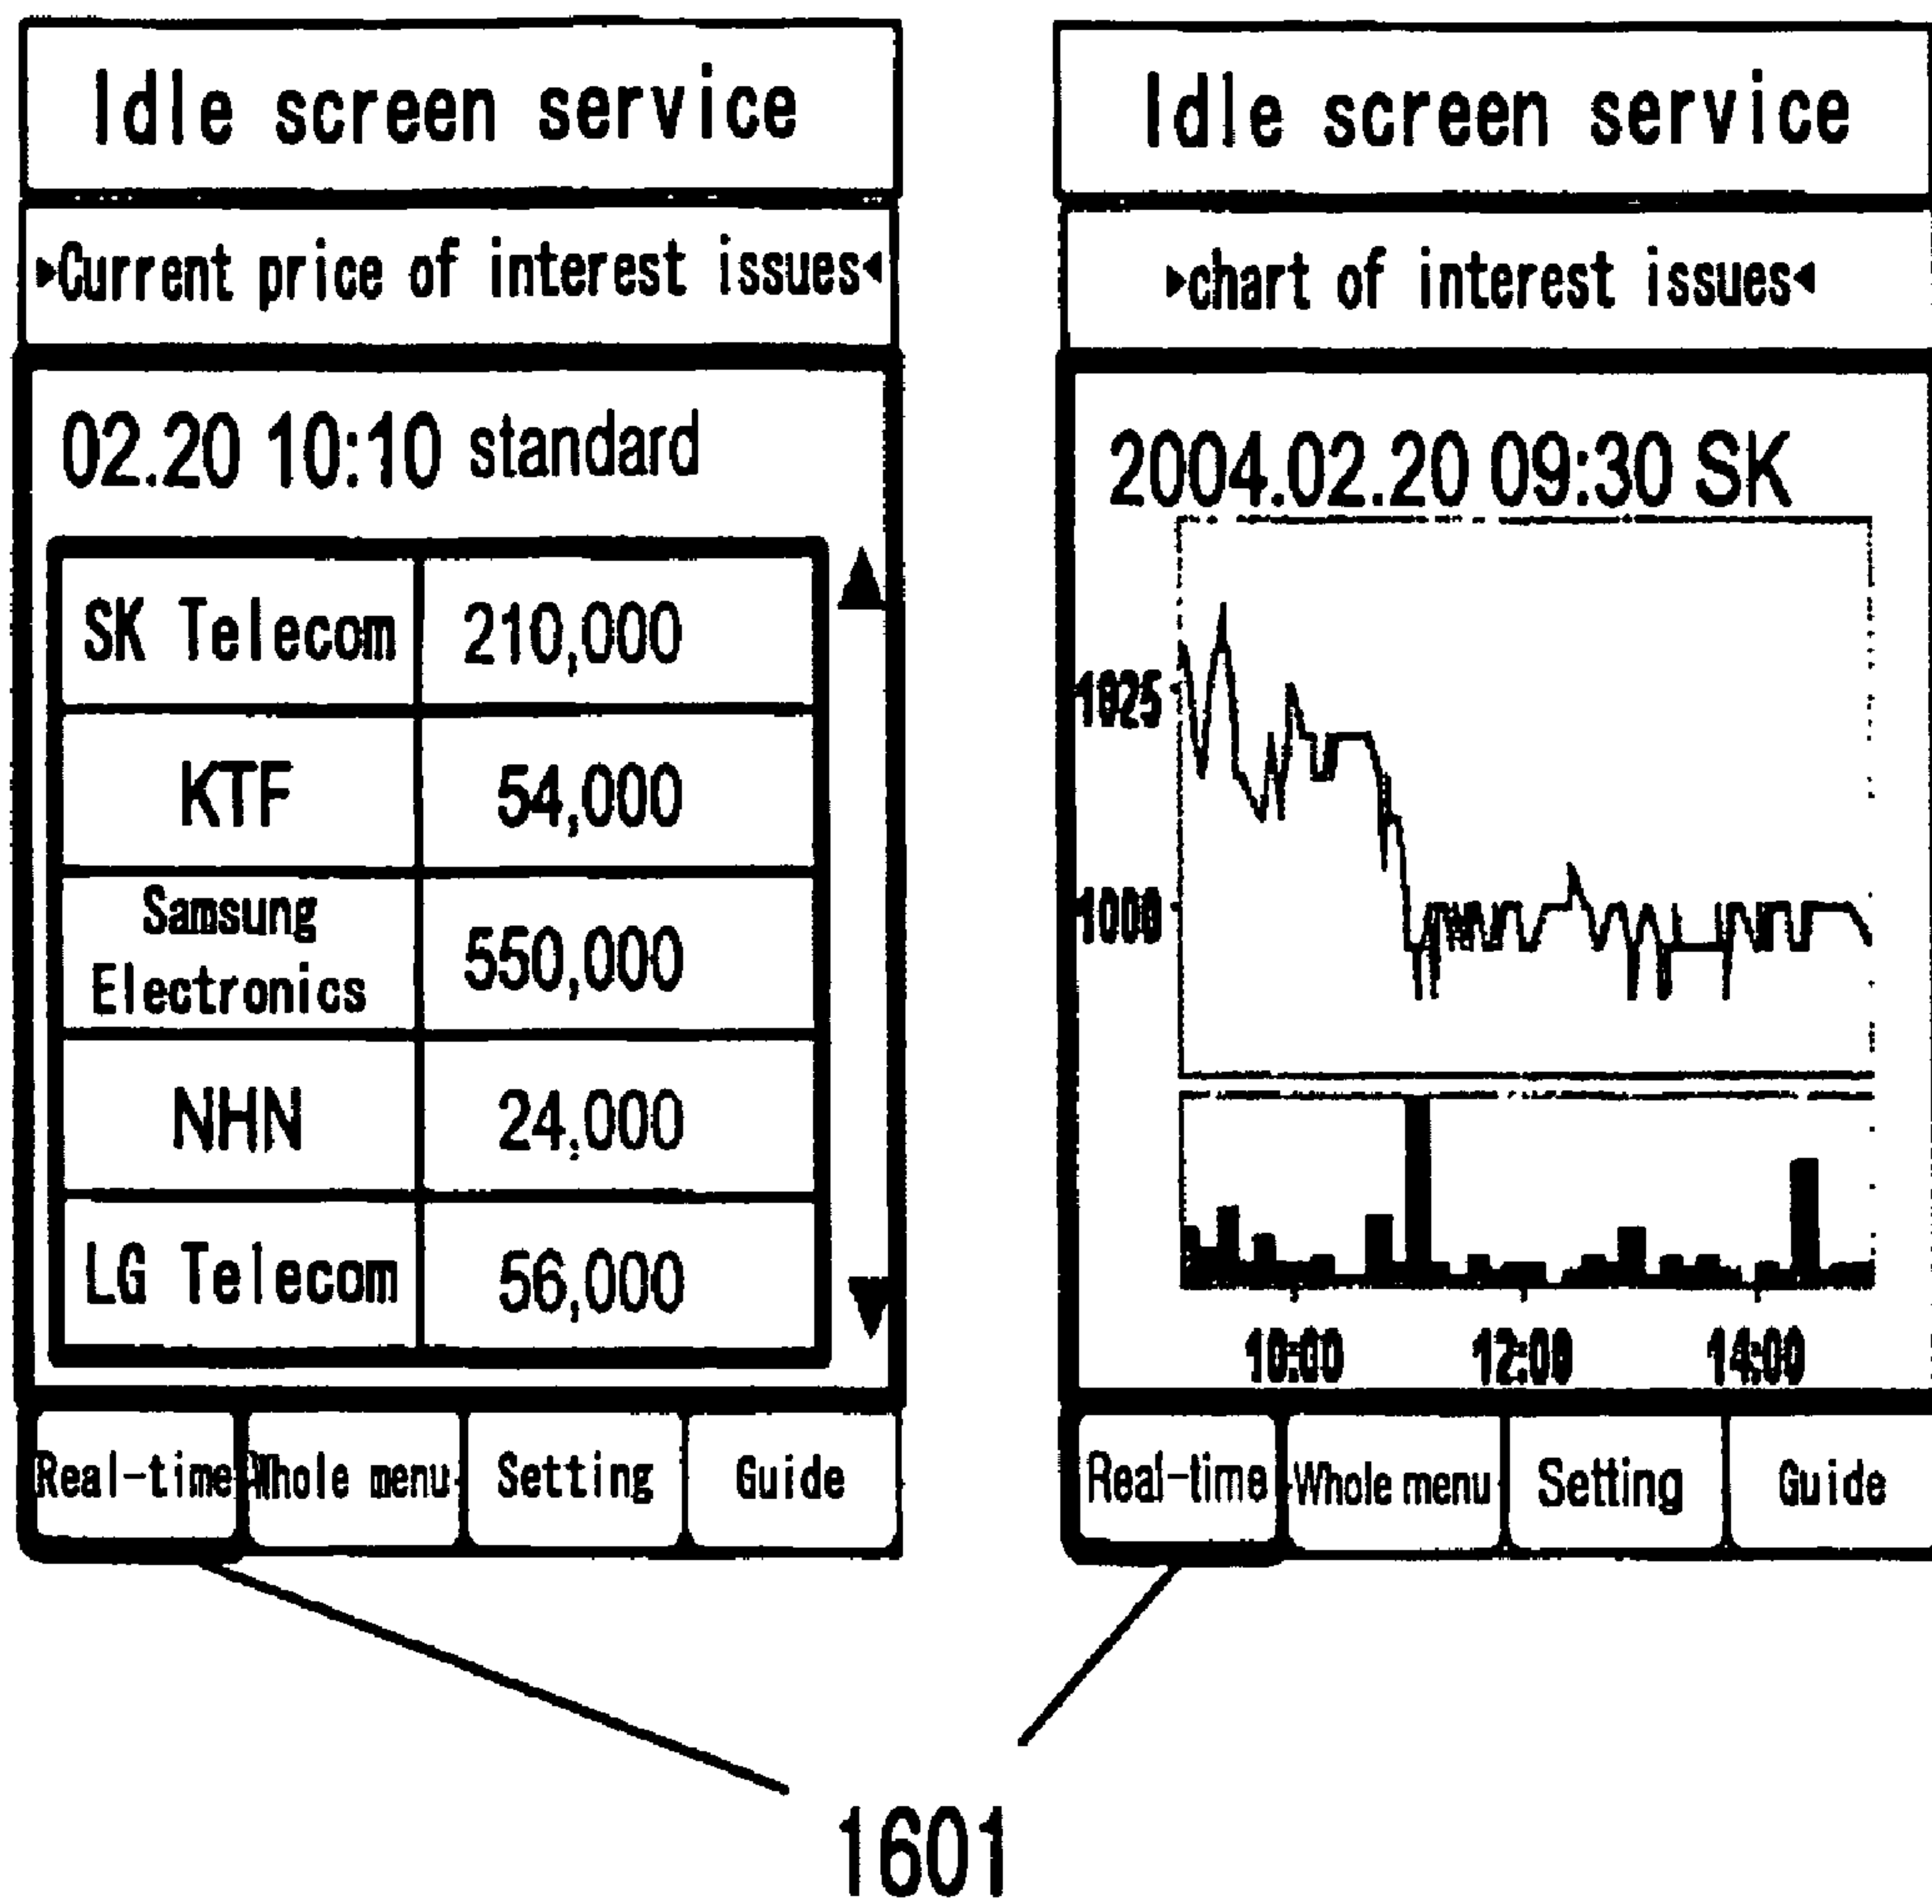 Idle screen service
▸Current price of interest issues◂
02.20 10:10 standard
SK Telecom 210,000
KTF 54,000
Samsung
Electronics 550,000
NHN 24,000
LG Telecom 56,000
Real-time Whole menu Setting Guide
Idle screen service
▸chart of interest issues◂
2004.02.20 09:30 SK
1025
1000
10:00 12:00 14:00
Real-time Whole menu Setting Guide
1601